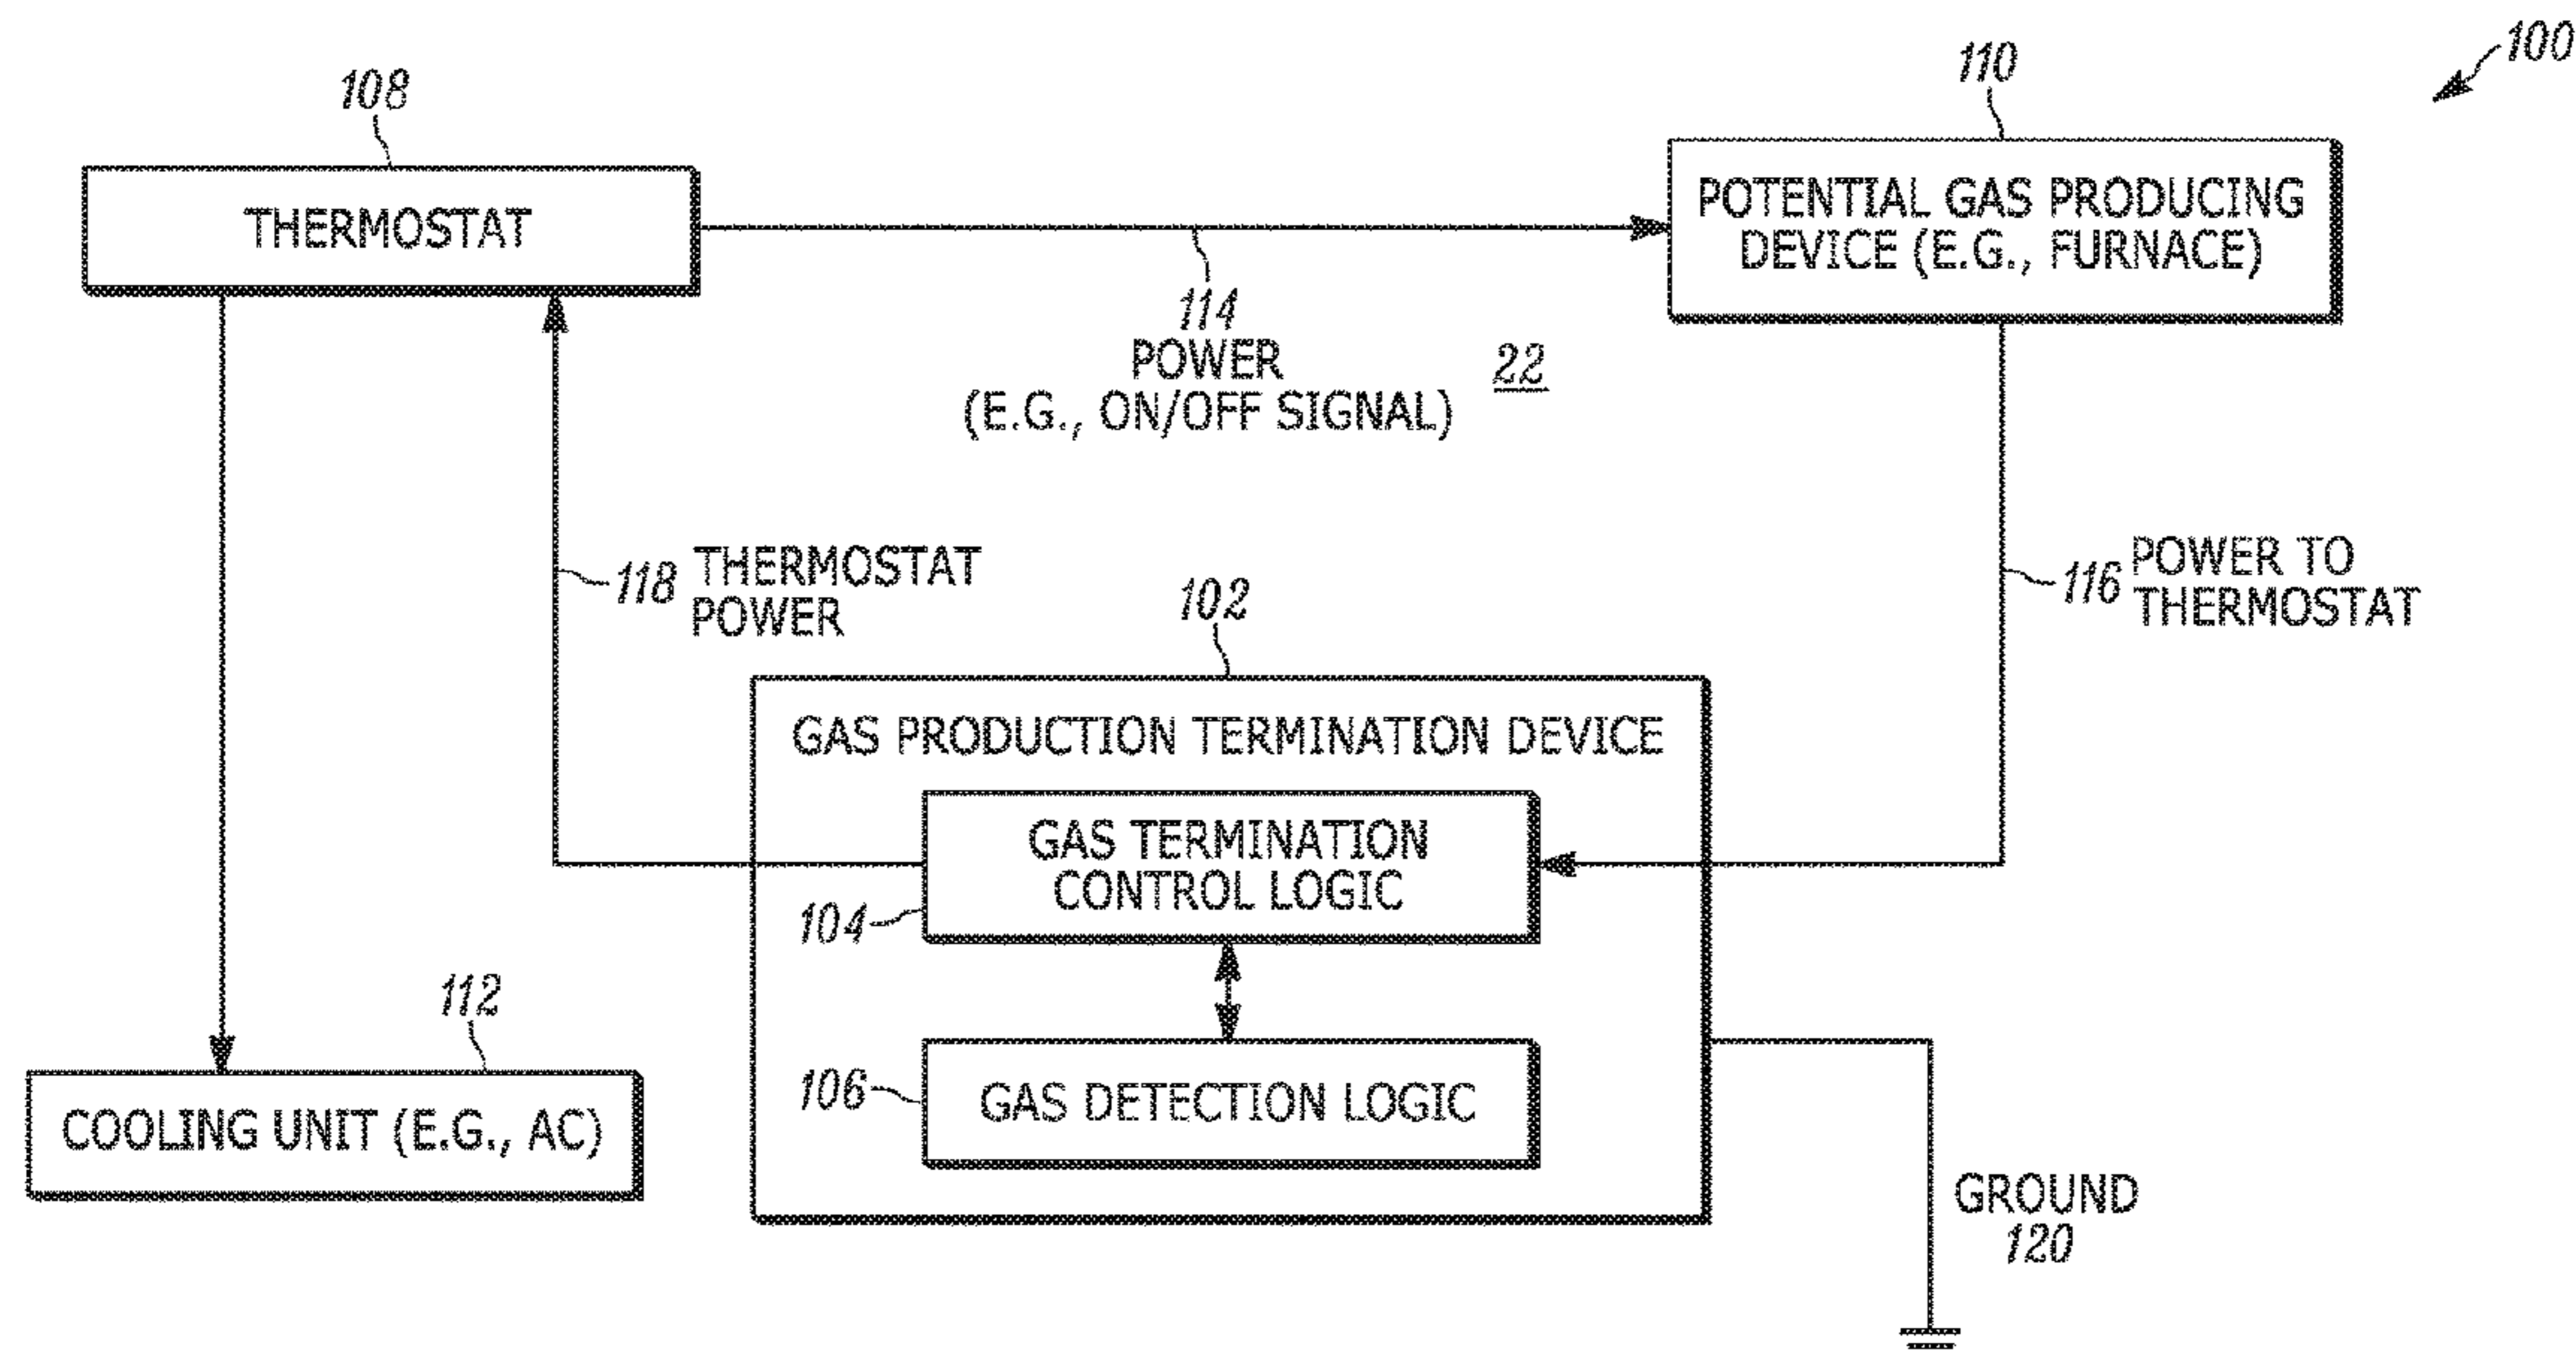 100
108
110
THERMOSTAT
POTENTIAL GAS PRODUCING
DEVICE (E.G., FURNACE)
114
POWER
(E.G., ON/OFF SIGNAL)
22
118
THERMOSTAT
POWER
116
POWER TO
THERMOSTAT
102
GAS PRODUCTION TERMINATION DEVICE
GAS TERMINATION
CONTROL LOGIC
104
112
COOLING UNIT (E.G., AC)
106
GAS DETECTION LOGIC
GROUND
120